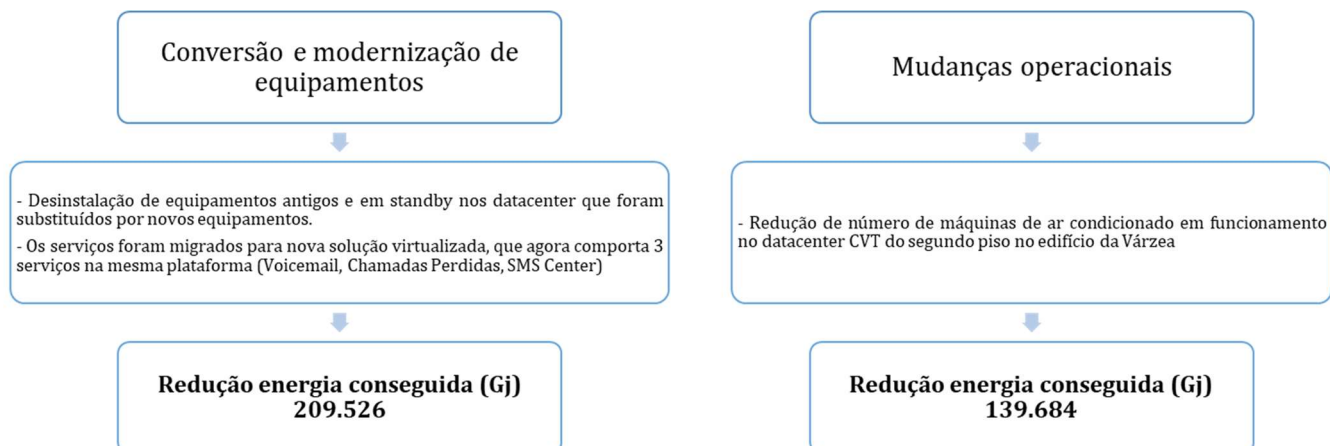 Conversão e modernização de
equipamentos
- Desinstalação de equipamentos antigos e em standby nos datacenter que foram
substituídos por novos equipamentos.
- Os serviços foram migrados para nova solução virtualizada, que agora comporta 3
serviços na mesma plataforma (Voicemail, Chamadas Perdidas, SMS Center)
Redução energia conseguida (Gj)
209.526
Mudanças operacionais
- Redução de número de máquinas de ar condicionado em funcionamento
no datacenter CVT do segundo piso no edifício da Várzea
Redução energia conseguida (Gj)
139.684